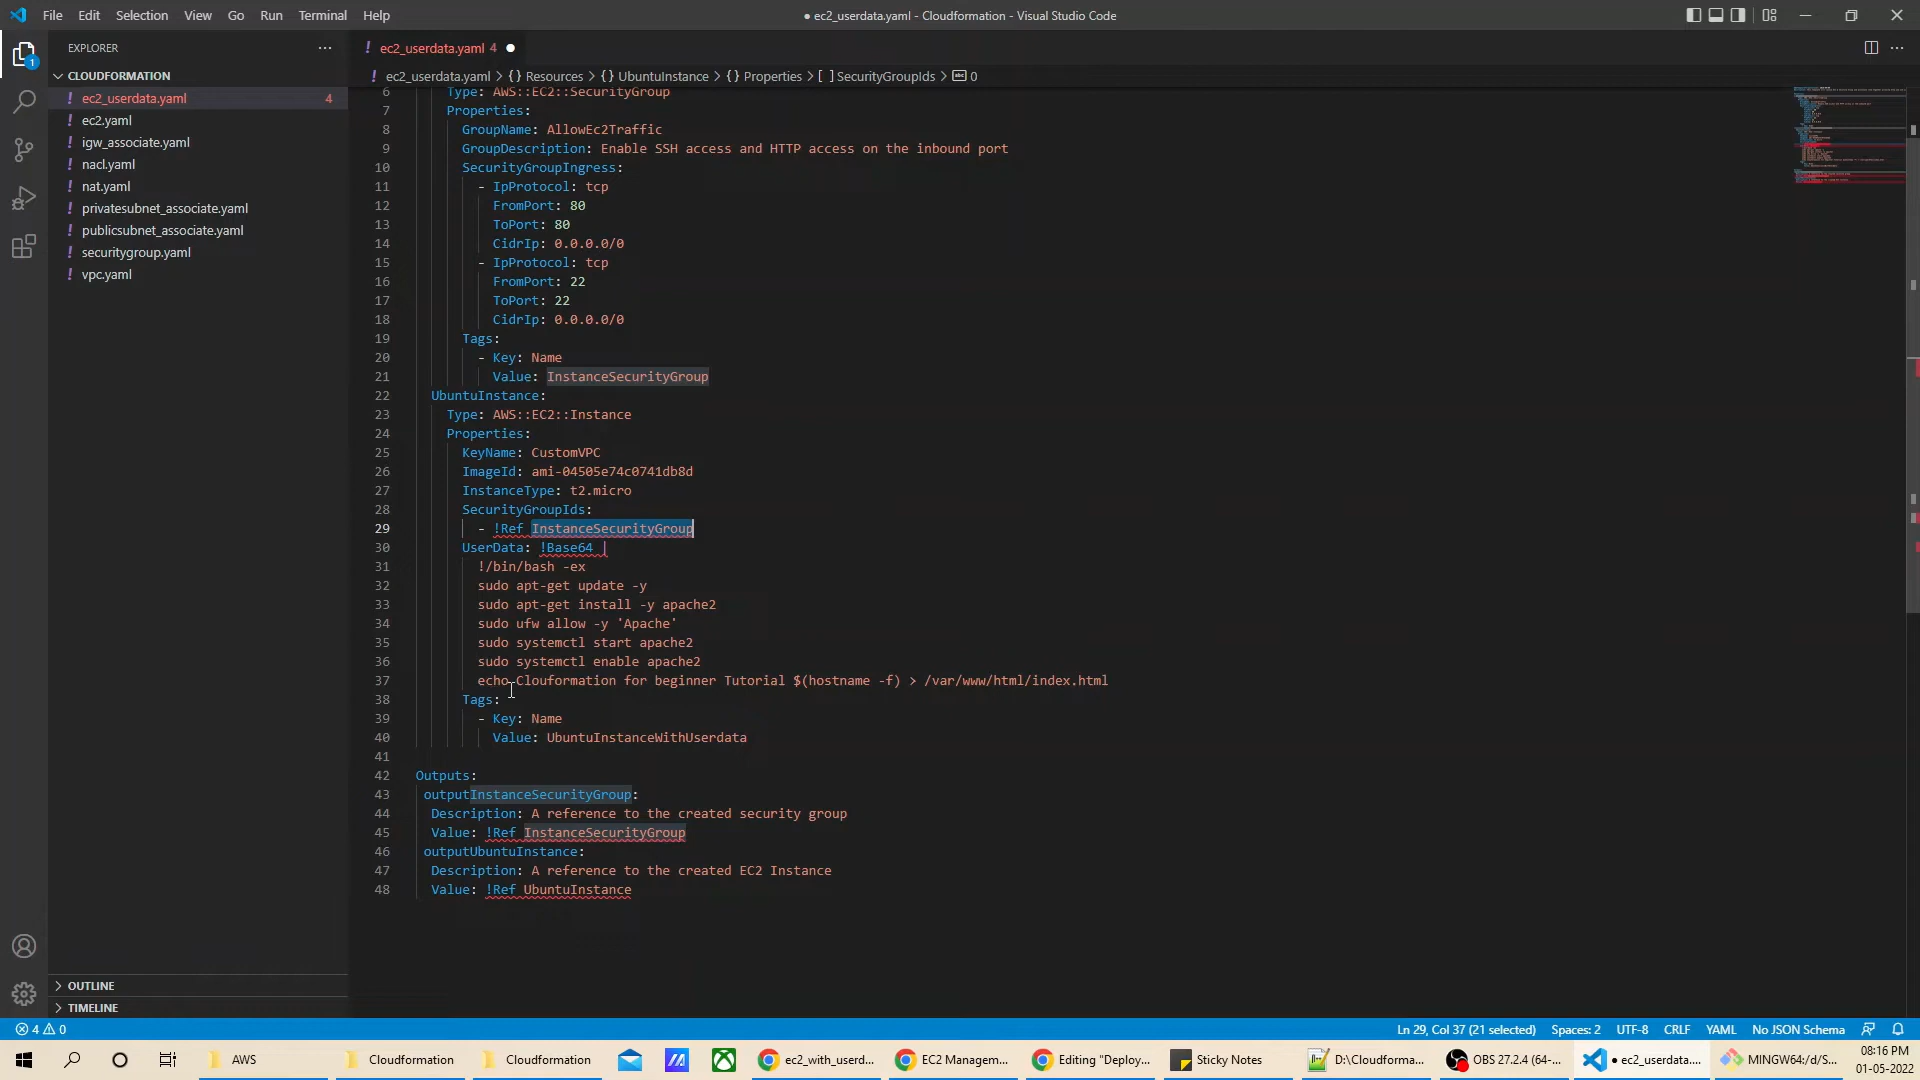 File Edit Selection View Go Run Terminal Help
● ec2_userdata.yaml - Cloudformation - Visual Studio Code
EXPLORER
CLOUDFORMATION
! ec2_userdata.yaml 4
! ec2.yaml
! igw_associate.yaml
! nacl.yaml
! nat.yaml
! privatesubnet_associate.yaml
! publicsubnet_associate.yaml
! securitygroup.yaml
! vpc.yaml
OUTLINE
TIMELINE
! ec2_userdata.yaml 4 ●
! ec2_userdata.yaml > {} Resources > {} UbuntuInstance > {} Properties > [ ] SecurityGroupIds > abc 0
6 Type: AWS::EC2::SecurityGroup
7 Properties:
8 GroupName: AllowEc2Traffic
9 GroupDescription: Enable SSH access and HTTP access on the inbound port
10 SecurityGroupIngress:
11 - IpProtocol: tcp
12 FromPort: 80
13 ToPort: 80
14 CidrIp: 0.0.0.0/0
15 - IpProtocol: tcp
16 FromPort: 22
17 ToPort: 22
18 CidrIp: 0.0.0.0/0
19 Tags:
20 - Key: Name
21 Value: InstanceSecurityGroup
22 UbuntuInstance:
23 Type: AWS::EC2::Instance
24 Properties:
25 KeyName: CustomVPC
26 ImageId: ami-04505e74c0741db8d
27 InstanceType: t2.micro
28 SecurityGroupIds:
29 - !Ref InstanceSecurityGroup
30 UserData: !Base64 |
31 !/bin/bash -ex
32 sudo apt-get update -y
33 sudo apt-get install -y apache2
34 sudo ufw allow -y 'Apache'
35 sudo systemctl start apache2
36 sudo systemctl enable apache2
37 echo Clouformation for beginner Tutorial $(hostname -f) > /var/www/html/index.html
38 Tags:
39 - Key: Name
40 Value: UbuntuInstanceWithUserdata
41
42 Outputs:
43 outputInstanceSecurityGroup:
44 Description: A reference to the created security group
45 Value: !Ref InstanceSecurityGroup
46 outputUbuntuInstance:
47 Description: A reference to the created EC2 Instance
48 Value: !Ref UbuntuInstance
1
4 0
Ln 29, Col 37 (21 selected) Spaces: 2 UTF-8 CRLF YAML No JSON Schema
AWS Cloudformation Cloudformation ec2_with_userd... EC2 Managem... Editing "Deploy... Sticky Notes D:\Cloudforma... OBS 27.2.4 (64-... ● ec2_userdata.... MINGW64:/d/S...
08:16 PM
01-05-2022